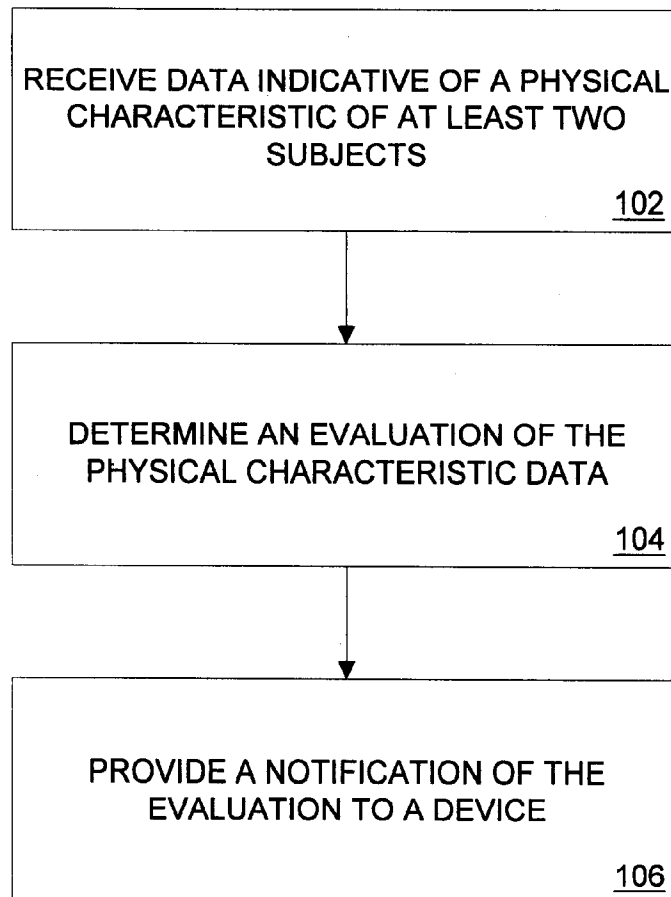 RECEIVE DATA INDICATIVE OF A PHYSICAL
CHARACTERISTIC OF AT LEAST TWO
SUBJECTS
102
DETERMINE AN EVALUATION OF THE
PHYSICAL CHARACTERISTIC DATA
104
PROVIDE A NOTIFICATION OF THE
EVALUATION TO A DEVICE
106